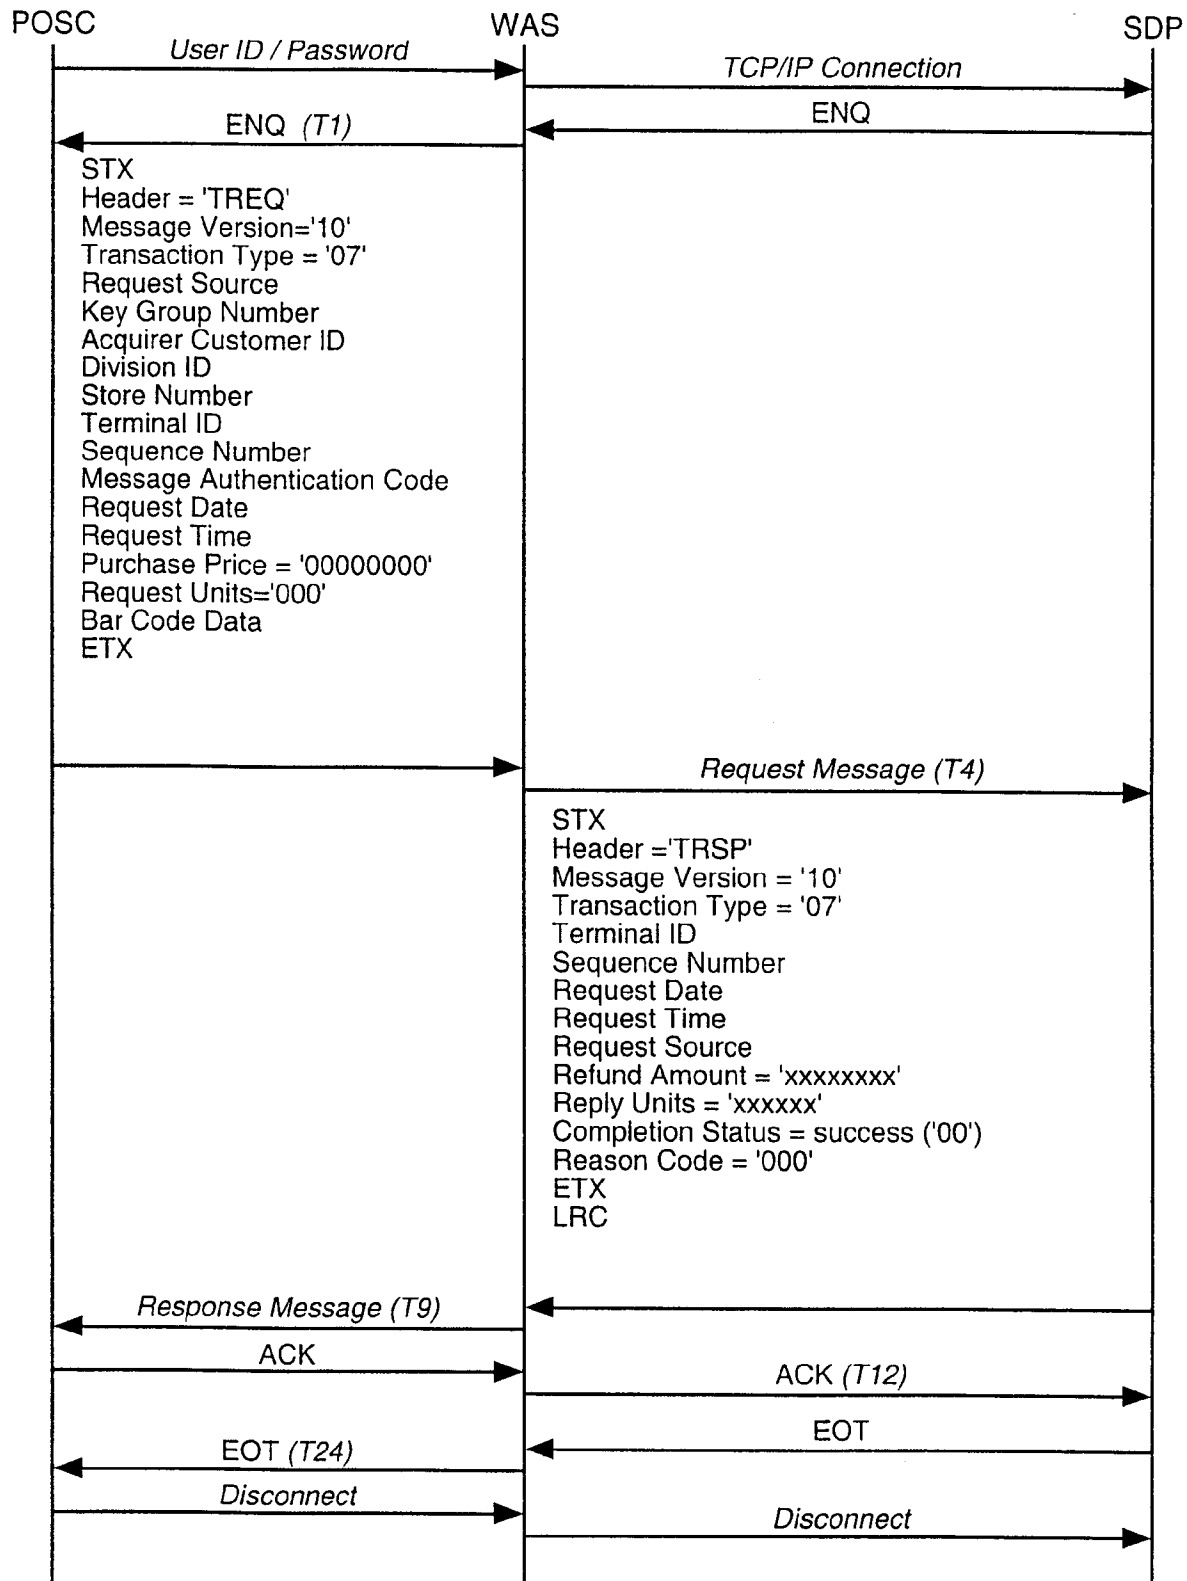 POSC
WAS
SDP
User ID / Password
TCP/IP Connection
ENQ
ENQ (T1)
STX
Header = 'TREQ'
Message Version='10'
Transaction Type = '07'
Request Source
Key Group Number
Acquirer Customer ID
Division ID
Store Number
Terminal ID
Sequence Number
Message Authentication Code
Request Date
Request Time
Purchase Price = '00000000'
Request Units='000'
Bar Code Data
ETX
Request Message (T4)
STX
Header ='TRSP'
Message Version = '10'
Transaction Type = '07'
Terminal ID
Sequence Number
Request Date
Request Time
Request Source
Refund Amount = 'xxxxxxxx'
Reply Units = 'xxxxxx'
Completion Status = success ('00')
Reason Code = '000'
ETX
LRC
Response Message (T9)
ACK
ACK (T12)
EOT
EOT (T24)
Disconnect
Disconnect